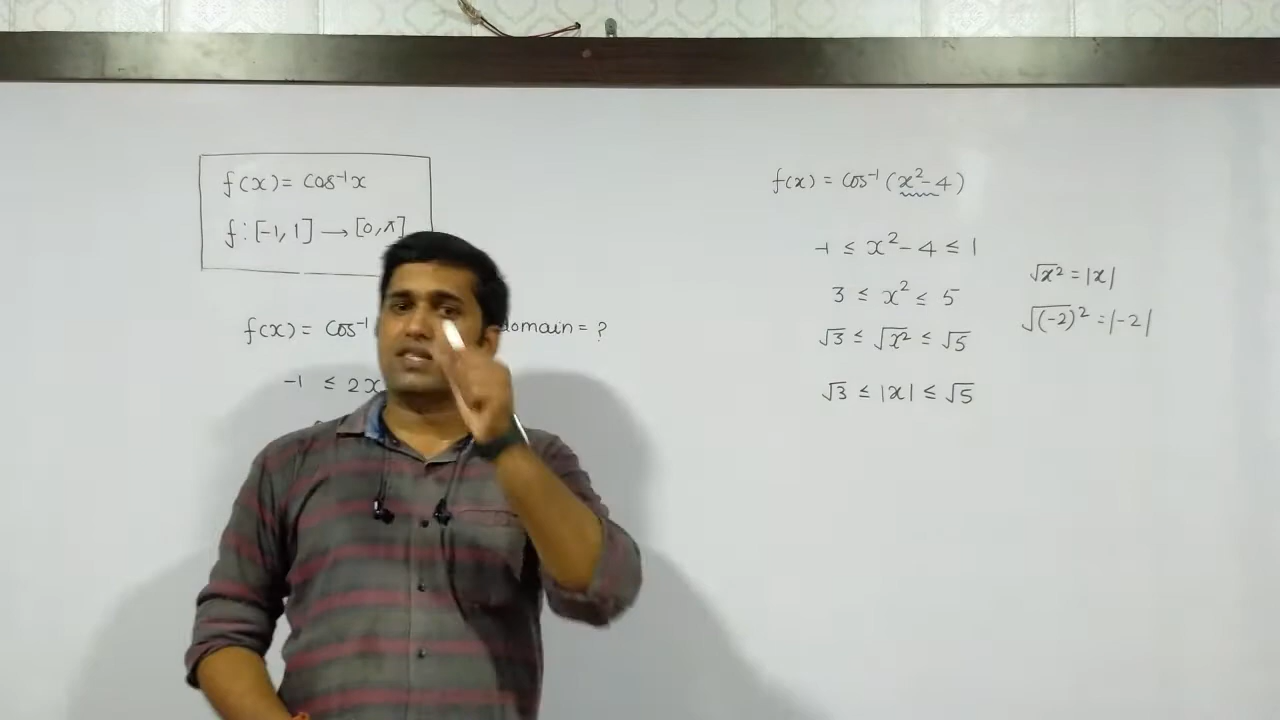 f(x) = cos⁻¹x
f : [-1, 1] → [0, π]
f(x) = cos⁻¹ domain = ?
-1 ≤ 2x
f(x) = cos⁻¹ (x² - 4)
-1 ≤ x² - 4 ≤ 1
3 ≤ x² ≤ 5
√3 ≤ √x² ≤ √5
√3 ≤ |x| ≤ √5
√x² = |x|
√(-2)² = |-2|